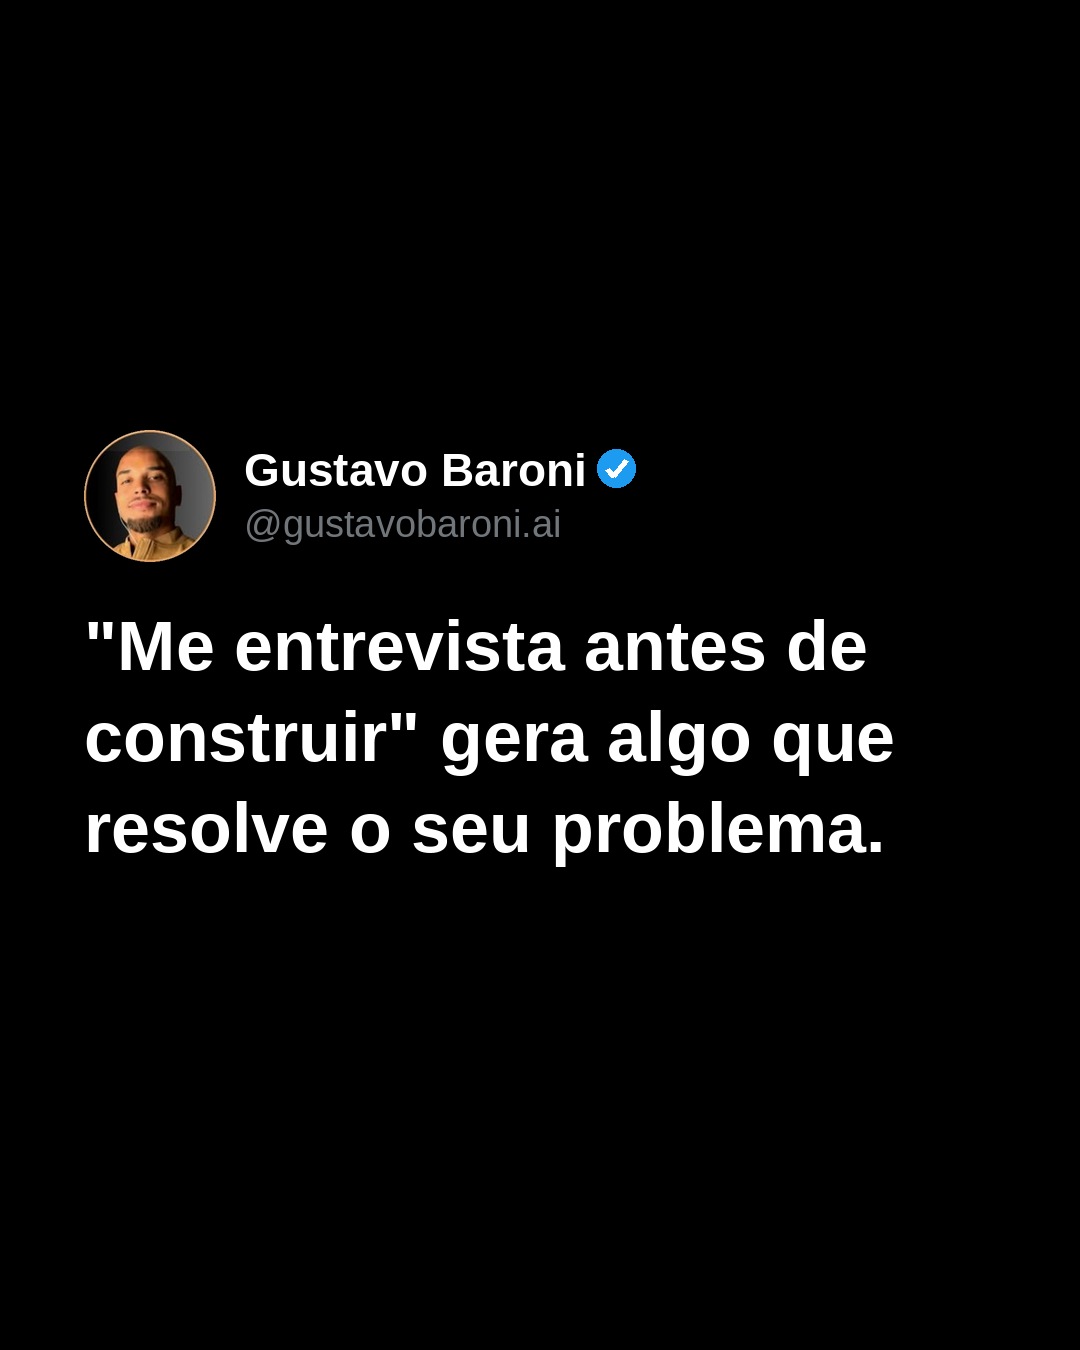 Gustavo Baroni
@gustavobaroni.ai
"Me entrevista antes de
construir" gera algo que
resolve o seu problema.